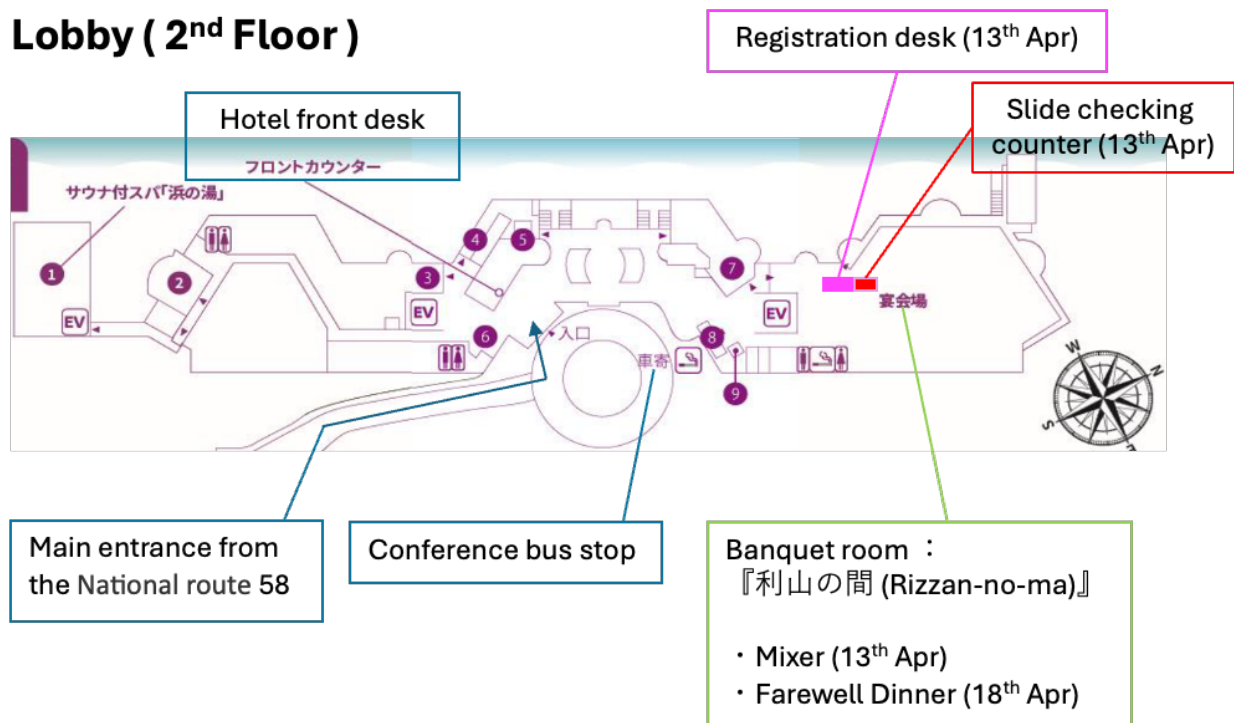 Lobby ( 2nd Floor )
Registration desk (13th Apr)
Slide checking
counter (13th Apr)
Hotel front desk
フロントカウンター
サウナ付スパ「浜の湯」
1
2
3
4
5
6
7
8
9
EV
EV
EV
入口
車寄
宴会場
W
N
S
E
Main entrance from
the National route 58
Conference bus stop
Banquet room ：
『利山の間 (Rizzan-no-ma)』
・Mixer (13th Apr)
・Farewell Dinner (18th Apr)